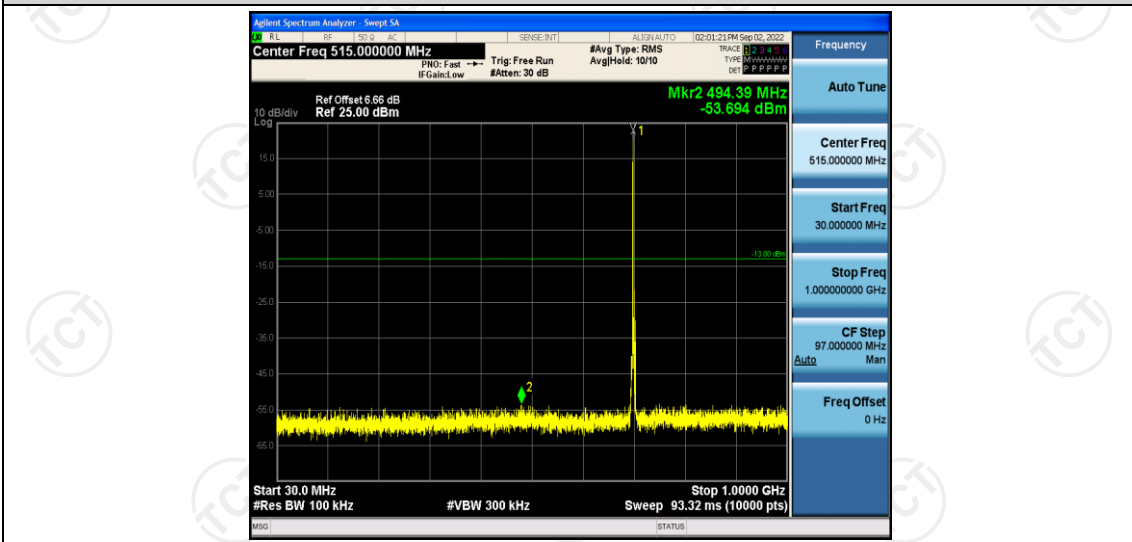 Agilent Spectrum Analyzer - Swept SA
LXI RL RF 50 Ω AC SENSE:INT ALIGN AUTO 02:01:21 PM Sep 02, 2022
Center Freq 515.000000 MHz #Avg Type: RMS TRACE 1 2 3 4 5 6
PNO: Fast Trig: Free Run Avg|Hold: 10/10 TYPE M
IFGain:Low #Atten: 30 dB DET P P P P P P
Frequency
Auto Tune
Mkr2 494.39 MHz
Ref Offset 6.66 dB
-53.694 dBm
10 dB/div Ref 25.00 dBm
Log
1
15.0
5.00
-5.00
-13.00 dBm
-15.0
-25.0
-35.0
-45.0
2
-55.0
-65.0
Center Freq
515.000000 MHz
Start Freq
30.000000 MHz
Stop Freq
1.000000000 GHz
CF Step
97.000000 MHz
Auto Man
Freq Offset
0 Hz
Start 30.0 MHz Stop 1.0000 GHz
#Res BW 100 kHz #VBW 300 kHz Sweep 93.32 ms (10000 pts)
MSG STATUS
TCT
TCT
TCT
TCT
TCT
TCT